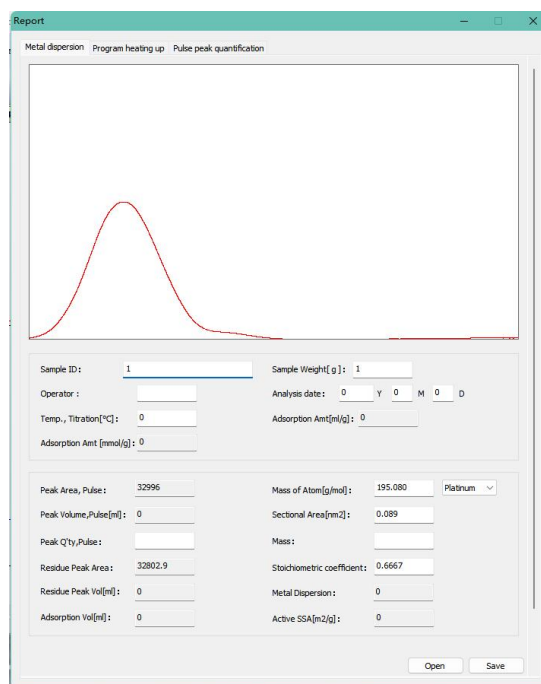 Report
Metal dispersion Program heating up Pulse peak quantification
Sample ID: 1 Sample Weight[ g ]: 1
Operator : Analysis date: 0 Y 0 M 0 D
Temp., Titration[°C]: 0 Adsorption Amt[ml/g]: 0
Adsorption Amt [mmol/g]: 0
Peak Area, Pulse: 32996 Mass of Atom[g/mol]: 195.080 Platinum
Peak Volume,Pulse[ml]: 0 Sectional Area[nm2]: 0.089
Peak Q'ty,Pulse: Mass:
Residue Peak Area: 32802.9 Stoichiometric coefficient: 0.6667
Residue Peak Vol[ml]: 0 Metal Dispersion: 0
Adsorption Vol[ml]: 0 Active SSA[m2/g]: 0
Open Save